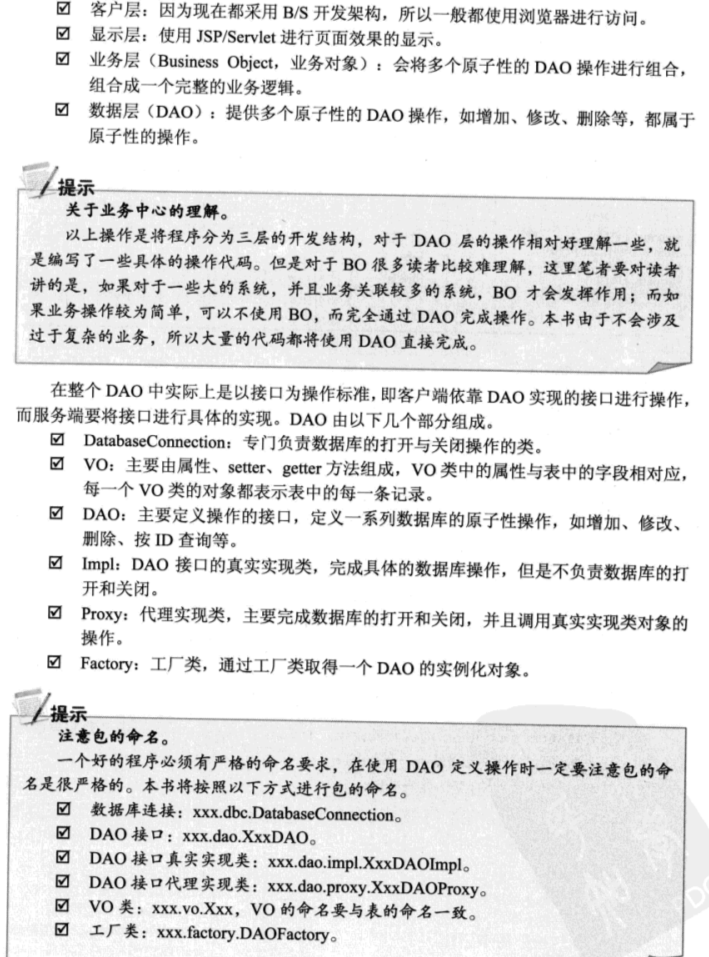 ☑ 客户层：因为现在都采用 B/S 开发架构，所以一般都使用浏览器进行访问。
☑ 显示层：使用 JSP/Servlet 进行页面效果的显示。
☑ 业务层（Business Object，业务对象）：会将多个原子性的 DAO 操作进行组合，
组合成一个完整的业务逻辑。
☑ 数据层（DAO）：提供多个原子性的 DAO 操作，如增加、修改、删除等，都属于
原子性的操作。
提示
关于业务中心的理解。
以上操作是将程序分为三层的开发结构，对于 DAO 层的操作相对好理解一些，就
是编写了一些具体的操作代码。但是对于 BO 很多读者比较难理解，这里笔者要对读者
讲的是，如果对于一些大的系统，并且业务关联较多的系统，BO 才会发挥作用；而如
果业务操作较为简单，可以不使用 BO，而完全通过 DAO 完成操作。本书由于不会涉及
过于复杂的业务，所以大量的代码都将使用 DAO 直接完成。
在整个 DAO 中实际上是以接口为操作标准，即客户端依靠 DAO 实现的接口进行操作，
而服务端要将接口进行具体的实现。DAO 由以下几个部分组成。
☑ DatabaseConnection：专门负责数据库的打开与关闭操作的类。
☑ VO：主要由属性、setter、getter 方法组成，VO 类中的属性与表中的字段相对应，
每一个 VO 类的对象都表示表中的每一条记录。
☑ DAO：主要定义操作的接口，定义一系列数据库的原子性操作，如增加、修改、
删除、按 ID 查询等。
☑ Impl：DAO 接口的真实实现类，完成具体的数据库操作，但是不负责数据库的打
开和关闭。
☑ Proxy：代理实现类，主要完成数据库的打开和关闭，并且调用真实实现类对象的
操作。
☑ Factory：工厂类，通过工厂类取得一个 DAO 的实例化对象。
提示
注意包的命名。
一个好的程序必须有严格的命名要求，在使用 DAO 定义操作时一定要注意包的命
名是很严格的。本书将按照以下方式进行包的命名。
☑ 数据库连接：xxx.dbc.DatabaseConnection。
☑ DAO 接口：xxx.dao.XxxDAO。
☑ DAO 接口真实实现类：xxx.dao.impl.XxxDAOImpl。
☑ DAO 接口代理实现类：xxx.dao.proxy.XxxDAOProxy。
☑ VO 类：xxx.vo.Xxx，VO 的命名要与表的命名一致。
☑ 工厂类：xxx.factory.DAOFactory。